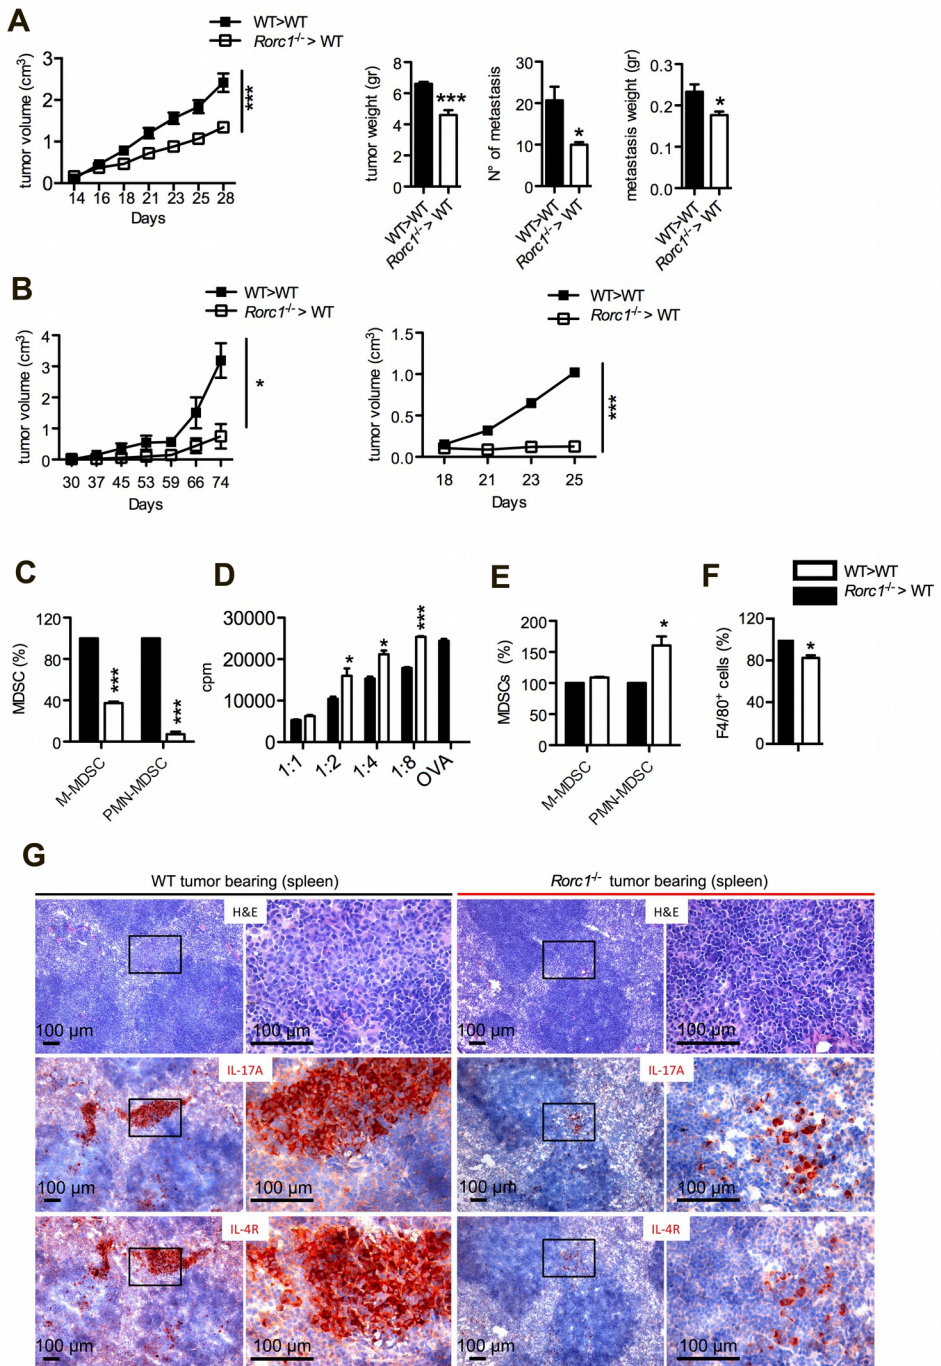 A
WT>WT
Rorc1-/-> WT
tumor volume (cm3)
3
2
1
0
14 16 18 21 23 25 28
Days
***
tumor weight (gr)
8
6
4
2
0
***
WT>WT
Rorc1-/-> WT
N° of metastasis
30
20
10
0
*
WT>WT
Rorc1-/-> WT
metastasis weight (gr)
0.3
0.2
0.1
0.0
*
WT>WT
Rorc1-/-> WT
B
WT>WT
Rorc1-/-> WT
tumor volume (cm3)
4
3
2
1
0
30 37 45 53 59 66 74
Days
*
WT>WT
Rorc1-/-> WT
tumor volume (cm3)
1.5
1.0
0.5
0.0
18 21 23 25
Days
***
C
MDSC (%)
120
80
40
0
***
***
M-MDSC
PMN-MDSC
D
cpm
30000
20000
10000
0
*
*
***
1:1
1:2
1:4
1:8
OVA
E
MDSCs (%)
200
150
100
50
0
*
M-MDSC
PMN-MDSC
F
WT>WT
Rorc1-/-> WT
F4/80+ cells (%)
120
80
40
0
*
G
WT tumor bearing (spleen)
Rorc1-/- tumor bearing (spleen)
H&E
H&E
100 µm
100 µm
100 µm
100 µm
IL-17A
IL-17A
100 µm
100 µm
100 µm
100 µm
IL-4R
IL-4R
100 µm
100 µm
100 µm
100 µm